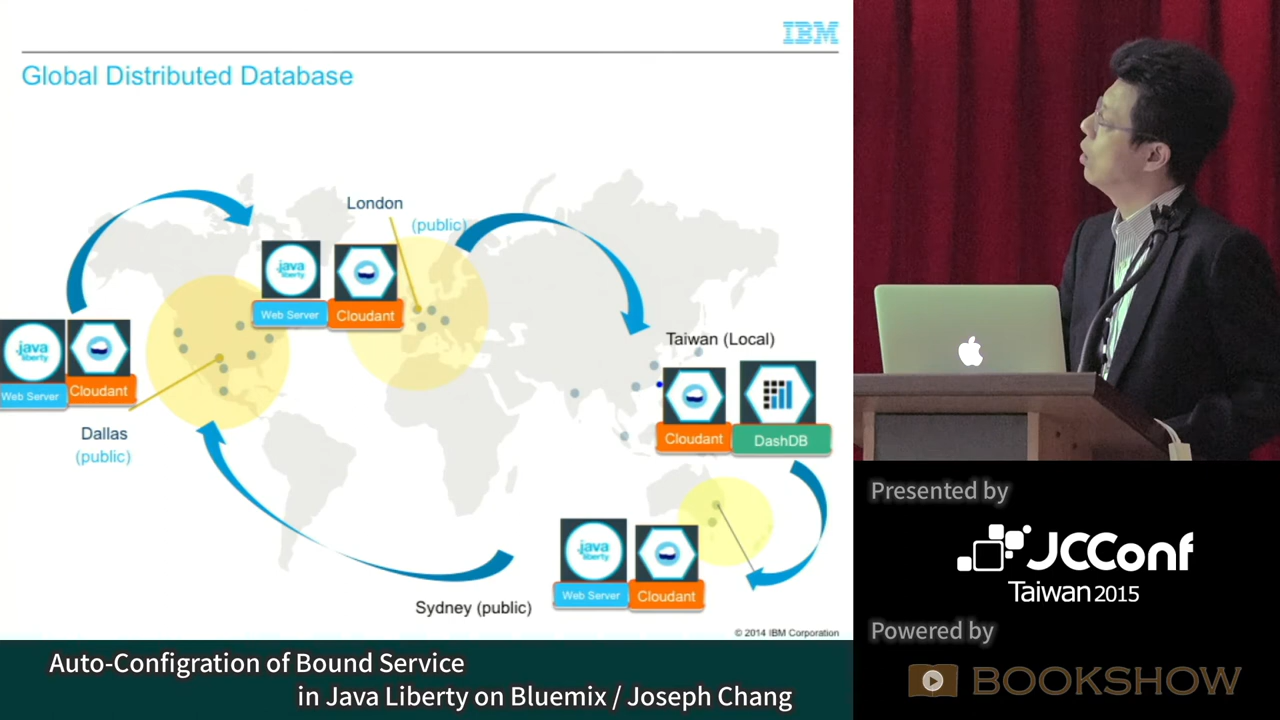 IBM
Global Distributed Database
London
(public)
java
liberty
Web Server
Cloudant
java
liberty
Web Server
Cloudant
Dallas
(public)
Taiwan (Local)
Cloudant
DashDB
java
liberty
Web Server
Cloudant
Sydney (public)
© 2014 IBM Corporation
Auto-Configration of Bound Service
in Java Liberty on Bluemix / Joseph Chang
Presented by
JCConf
Taiwan 2015
Powered by
BOOKSHOW